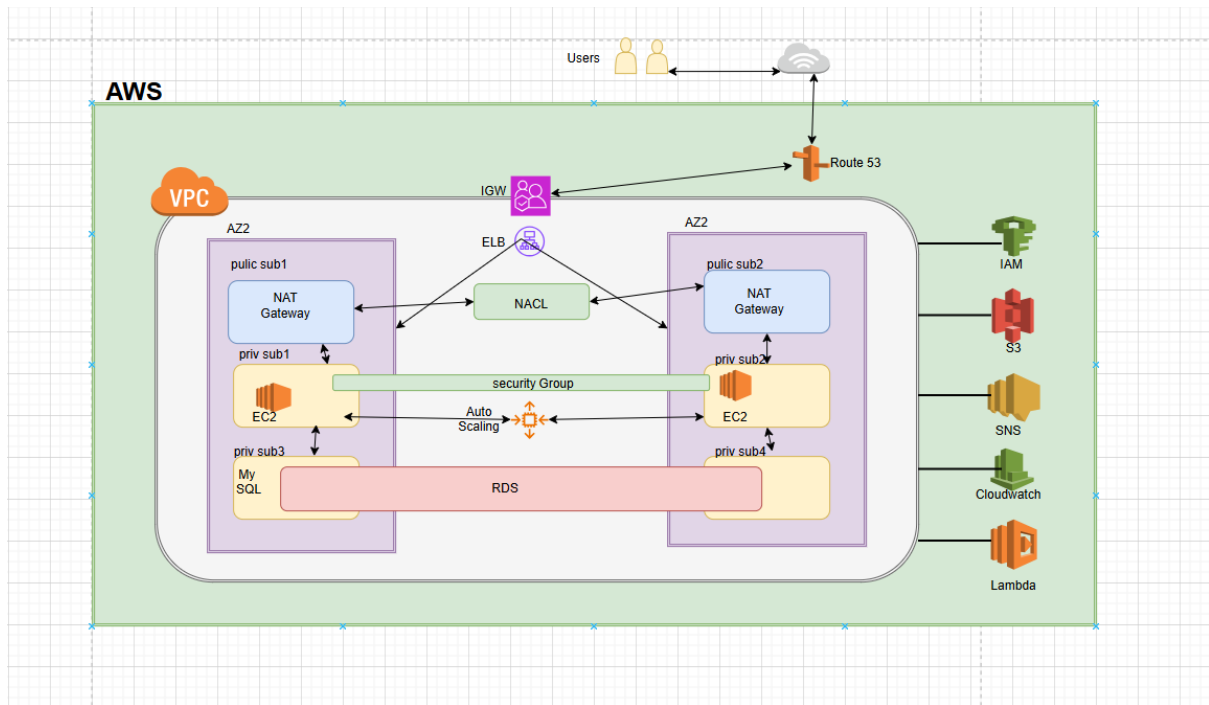 Users
AWS
Route 53
VPC
IGW
AZ2
AZ2
ELB
pulic sub1
pulic sub2
NAT
Gateway
NACL
NAT
Gateway
priv sub1
priv sub2
security Group
EC2
Auto
Scaling
EC2
priv sub3
priv sub4
My
SQL
RDS
IAM
S3
SNS
Cloudwatch
Lambda